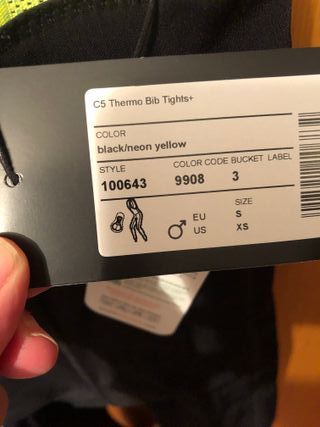 C5 Thermo Bib Tights+
COLOR
black/neon yellow
STYLE COLOR CODE BUCKET LABEL
100643 9908 3
SIZE
EU S
US XS